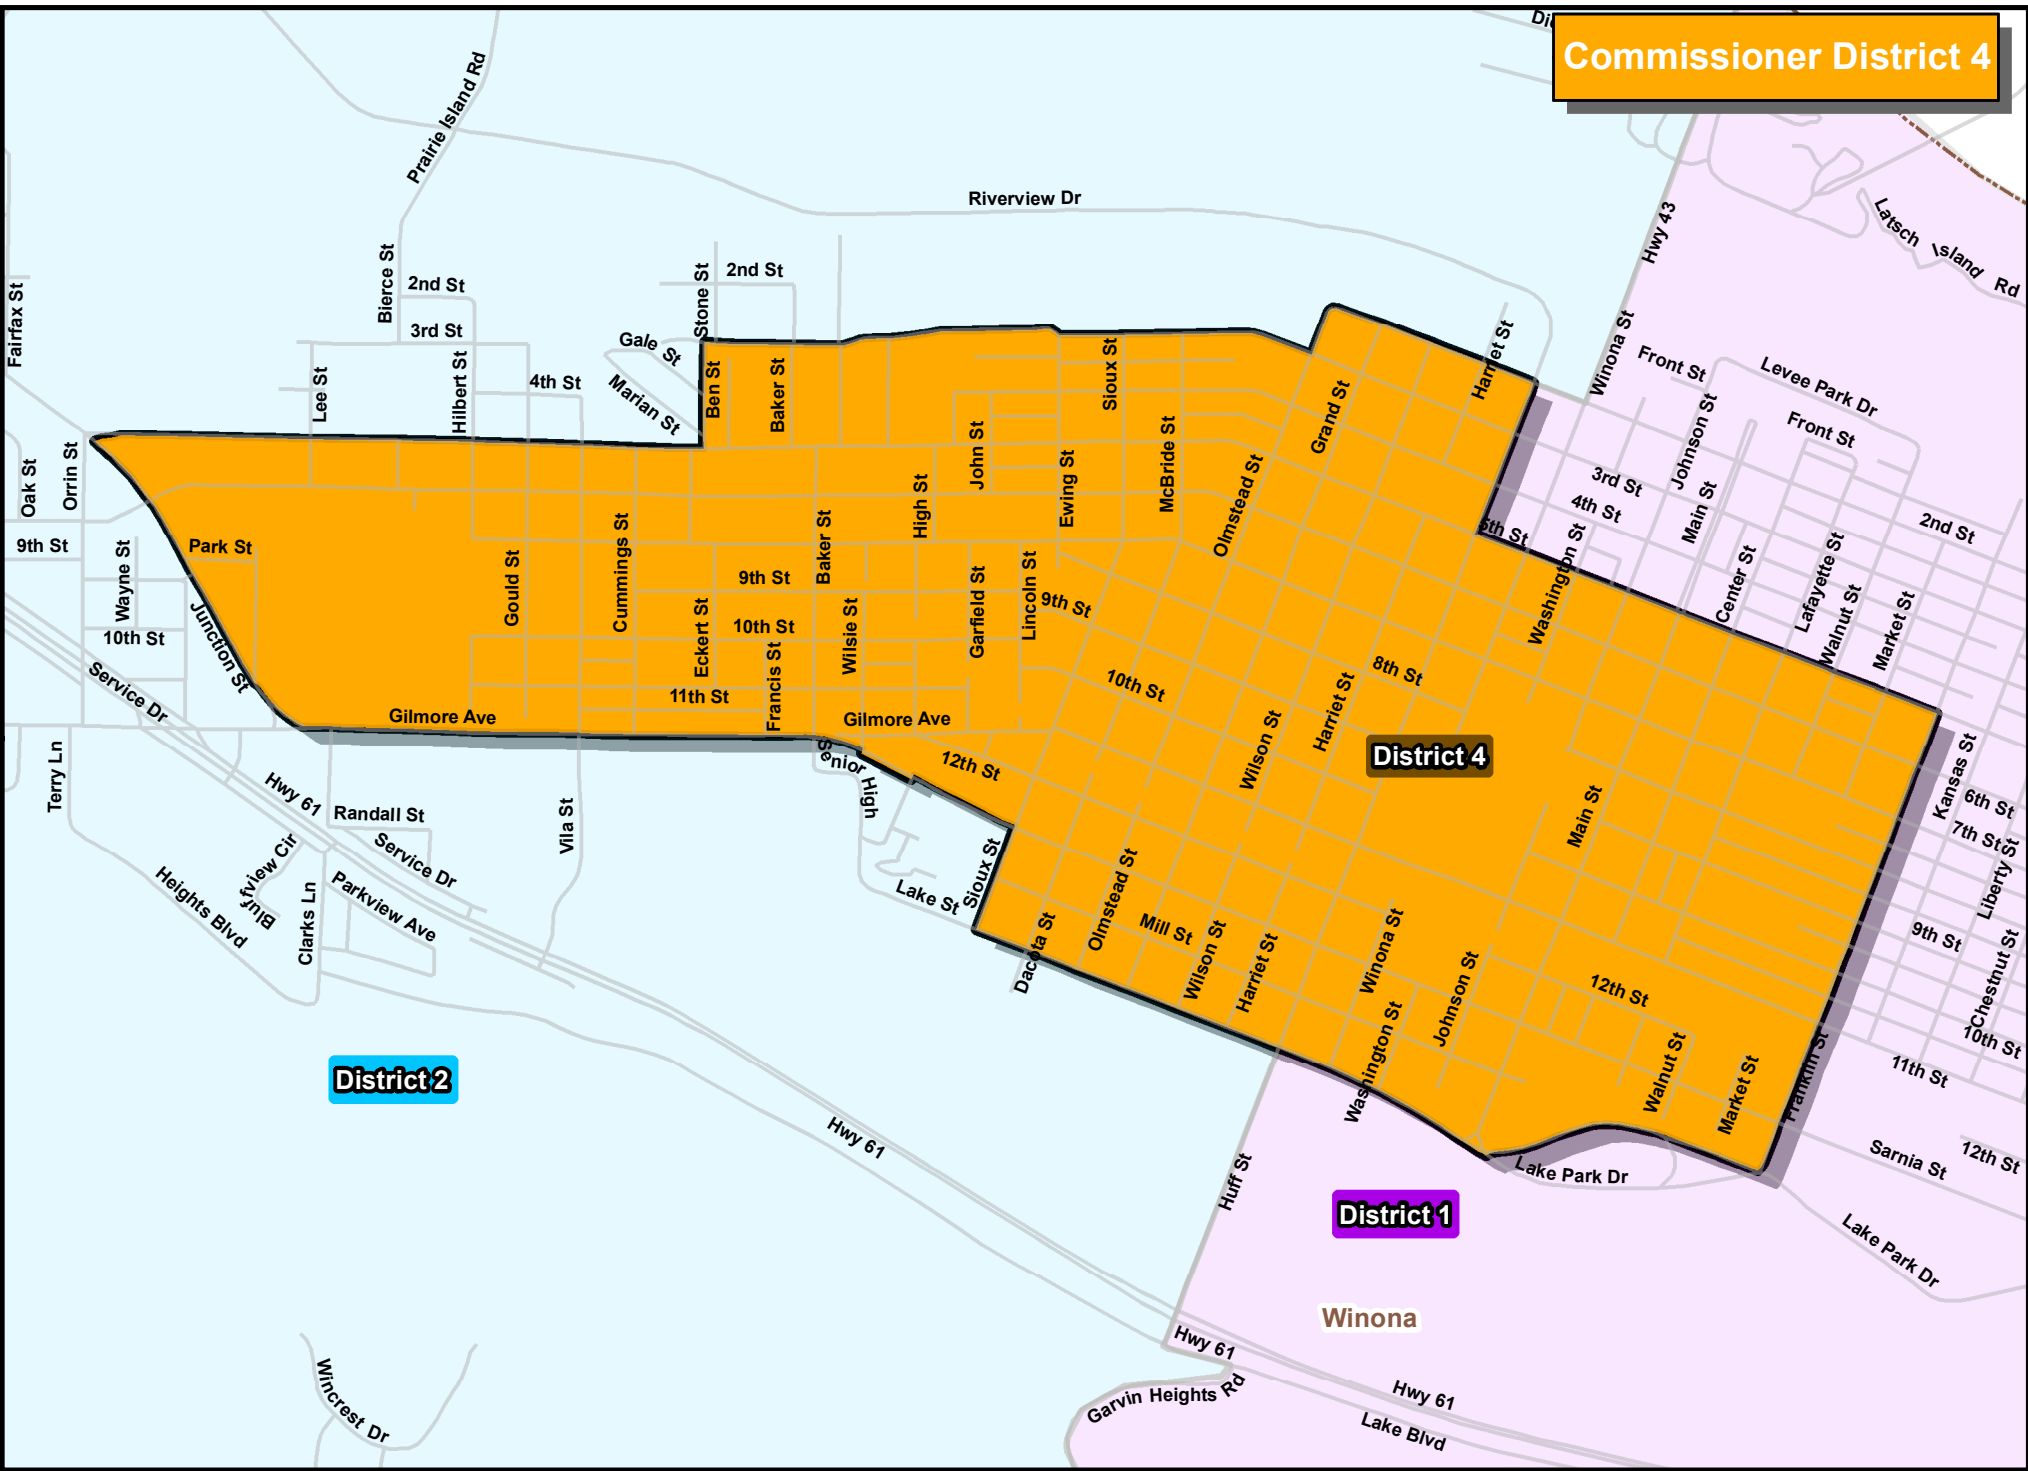 Commissioner District 4
Prairie Island Rd
Riverview Dr
Hwy 43
Latsch Island Rd
Fairfax St
Bierce St
2nd St
3rd St
Stone St
2nd St
Gale St
Marian St
Lee St
Hilbert St
4th St
Ben St
Baker St
Sioux St
Harriet St
Winona St
Front St
Levee Park Dr
Front St
Johnson St
Grand St
Oak St
Orrin St
John St
Ewing St
McBride St
Olmstead St
High St
3rd St
4th St
Main St
5th St
2nd St
9th St
Wayne St
Park St
10th St
Junction St
Gould St
Cummings St
Baker St
9th St
Eckert St
10th St
Francis St
11th St
Wilsie St
Garfield St
Lincoln St
9th St
Washington St
Center St
Lafayette St
Walnut St
Market St
8th St
10th St
Wilson St
Harriet St
District 4
Service Dr
Gilmore Ave
Gilmore Ave
12th St
Senior High
Terry Ln
Hwy 61
Randall St
Service Dr
Vila St
Bluffview Cir
Heights Blvd
Clarks Ln
Parkview Ave
Lake St
Sioux St
Dacota St
Olmstead St
Mill St
Wilson St
Harriet St
Winona St
Washington St
Johnson St
Main St
Kansas St
6th St
7th St
Liberty St
9th St
Chestnut St
10th St
11th St
12th St
12th St
Walnut St
Market St
Franklin St
Sarnia St
Lake Park Dr
Lake Park Dr
District 2
Hwy 61
Huff St
District 1
Winona
Hwy 61
Garvin Heights Rd
Hwy 61
Lake Blvd
Wincrest Dr